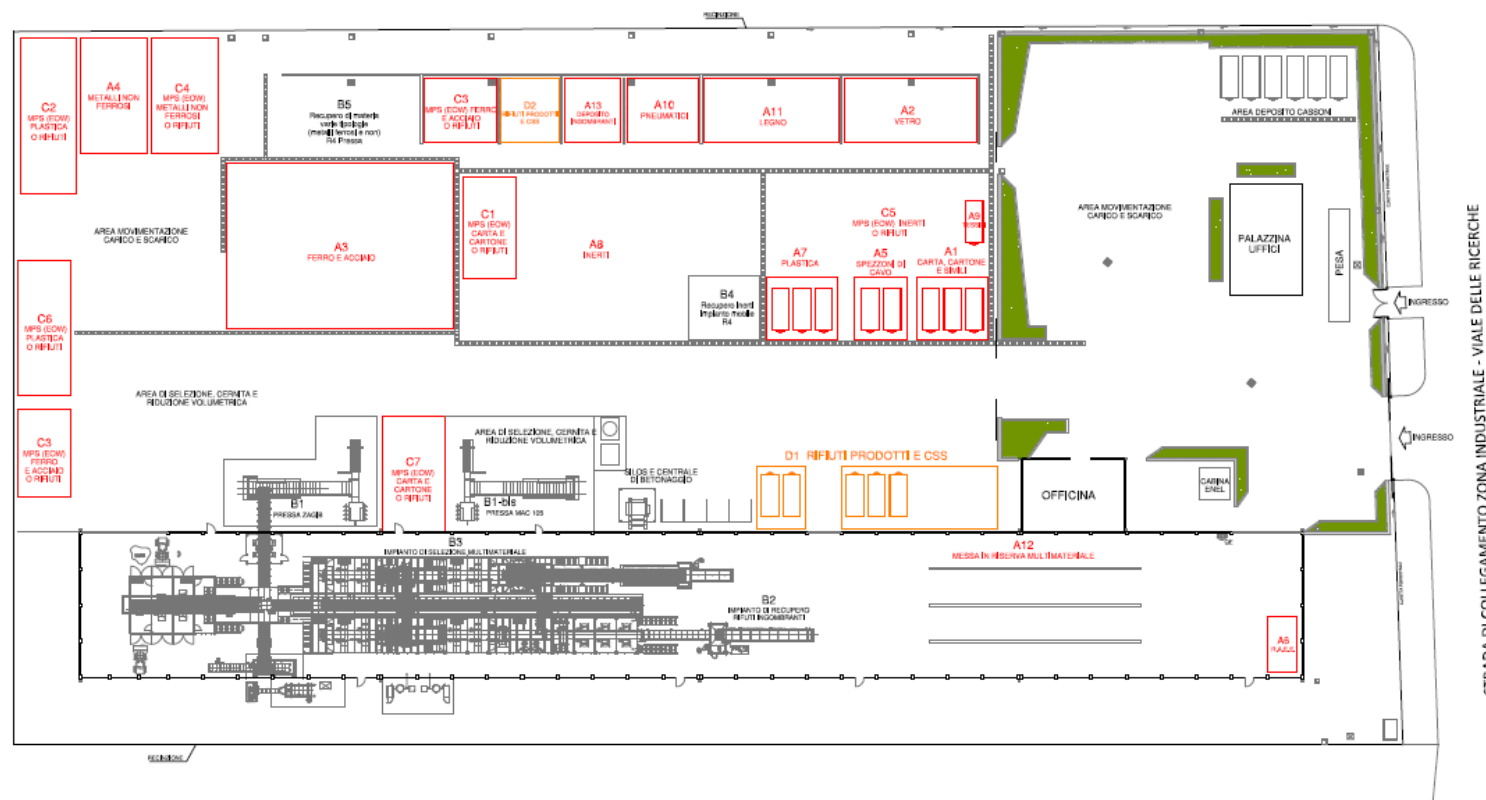 RECINZIONE
C2
MPS (EOW)
PLASTICA
O RIFIUTI
A4
METALLI NON
FERROSI
C4
MPS (EOW)
METALLI NON
FERROSI
O RIFIUTI
B5
Recupero di materia
varie tipologie
(metalli ferrosi e non)
R4 Pressa
C3
MPS (EOW) FERRO
E ACCIAIO
O RIFIUTI
D2
RIFIUTI PRODOTTI
E CSS
A13
DEPOSITO
INGOMBRANTI
A10
PNEUMATICI
A11
LEGNO
A2
VETRO
AREA DEPOSITO CASSONI
AREA MOVIMENTAZIONE
CARICO E SCARICO
A3
FERRO E ACCIAIO
C1
MPS (EOW)
CARTA E
CARTONE
O RIFIUTI
A8
INERTI
B4
Recupero Inerti
Impianto mobile
R4
C5
MPS (EOW) INERTI
O RIFIUTI
A9
A7
PLASTICA
A5
SPEZZONI DI
CAVO
A1
CARTA, CARTONE
E SIMILI
AREA MOVIMENTAZIONE
CARICO E SCARICO
PALAZZINA
UFFICI
PESA
INGRESSO
INGRESSO
STRADA DI COLLEGAMENTO ZONA INDUSTRIALE - VIALE DELLE RICERCHE
C6
MPS (EOW)
PLASTICA
O RIFIUTI
C3
MPS (EOW)
FERRO
E ACCIAIO
O RIFIUTI
AREA DI SELEZIONE, CERNITA E
RIDUZIONE VOLUMETRICA
B1
PRESSA ZAGIB
C7
MPS (EOW)
CARTA E
CARTONE
O RIFIUTI
AREA DI SELEZIONE, CERNITA E
RIDUZIONE VOLUMETRICA
B1-bis
PRESSA MAC 108
SILOS E CENTRALE
DI BETONAGGIO
D1 RIFIUTI PRODOTTI E CSS
OFFICINA
CABINA
ENEL
B3
IMPIANTO DI SELEZIONE MULTIMATERIALE
B2
IMPIANTO DI RECUPERO
RIFIUTI INGOMBRANTI
A12
MESSA IN RISERVA MULTIMATERIALE
A6
R.A.E.E.
RECINZIONE